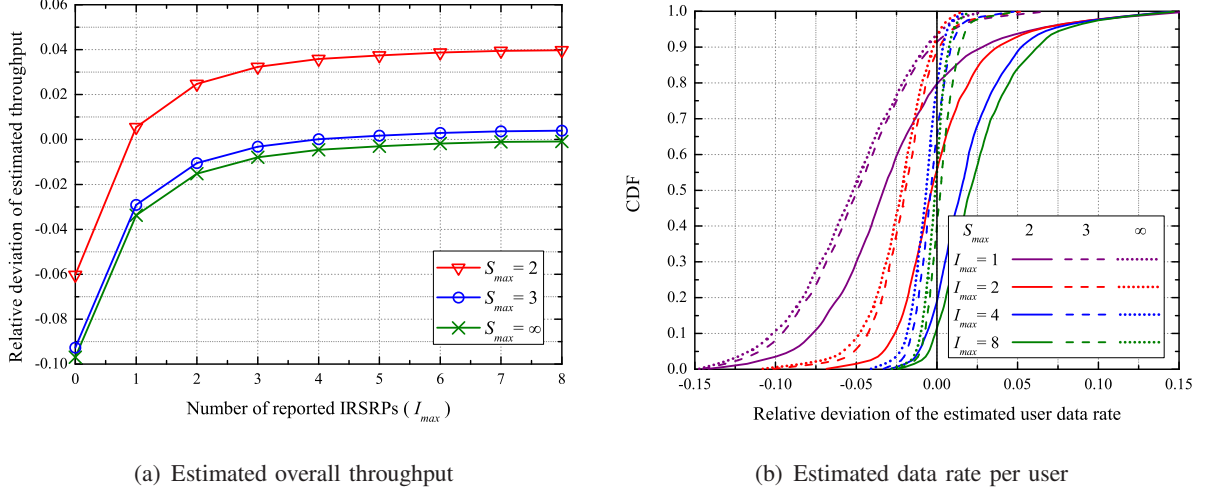 0.06
0.04
0.02
0.00
-0.02
-0.04
-0.06
-0.08
-0.10
Relative deviation of estimated throughput
S_max = 2
S_max = 3
S_max = ∞
0 1 2 3 4 5 6 7 8
Number of reported IRSRPs ( I_max )
(a) Estimated overall throughput
1.0
0.9
0.8
0.7
0.6
0.5
0.4
0.3
0.2
0.1
0.0
CDF
S_max 2 3 ∞
I_max = 1
I_max = 2
I_max = 4
I_max = 8
-0.15 -0.10 -0.05 0.00 0.05 0.10 0.15
Relative deviation of the estimated user data rate
(b) Estimated data rate per user